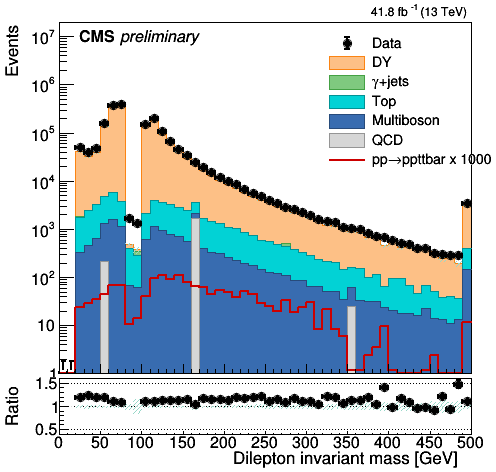 41.8 fb⁻¹ (13 TeV)
CMS preliminary
Events
10⁷
10⁶
10⁵
10⁴
10³
10²
10
1
Data
DY
γ+jets
Top
Multiboson
QCD
pp→ppttbar x 1000
Ratio
1.5
1
0.5
0 50 100 150 200 250 300 350 400 450 500
Dilepton invariant mass [GeV]